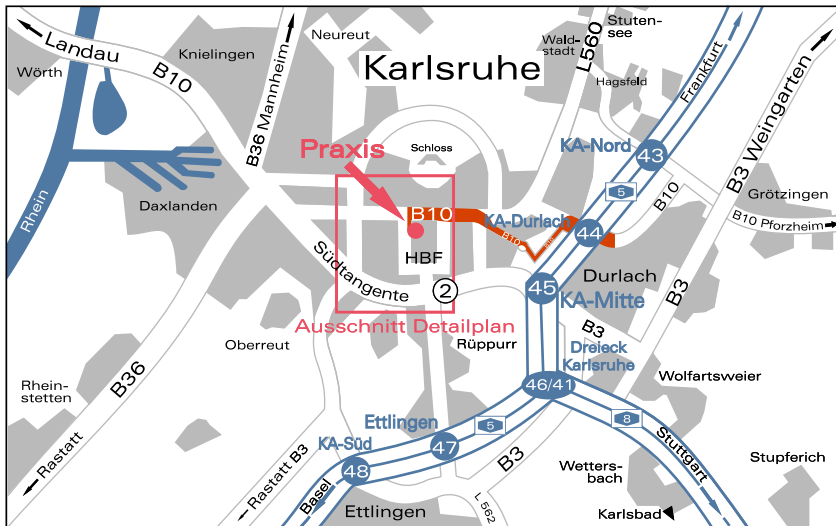 Landau
B10
Knielingen
Neureut
Wald-
stadt
Stuten-
see
L560
Hagsfeld
Frankfurt
Wörth
B36 Mannheim
Karlsruhe
Schloss
Praxis
KA-Nord
43
5
B3 Weingarten
Grötzingen
B10
B10 Pforzheim
Rhein
Daxlanden
B10
KA-Durlach
B10
44
Durlach
HBF
Südtangente
2
45
KA-Mitte
B3
Ausschnitt Detailplan
Rüppurr
B3
Dreieck
Karlsruhe
46/41
Oberreut
B36
Rhein-
stetten
Wolfartsweier
8
Stuttgart
Ettlingen
5
47
KA-Süd
48
B3
Rastatt
Rastatt B3
Basel
Ettlingen
L 562
Wetters-
bach
Stupferich
Karlsbad